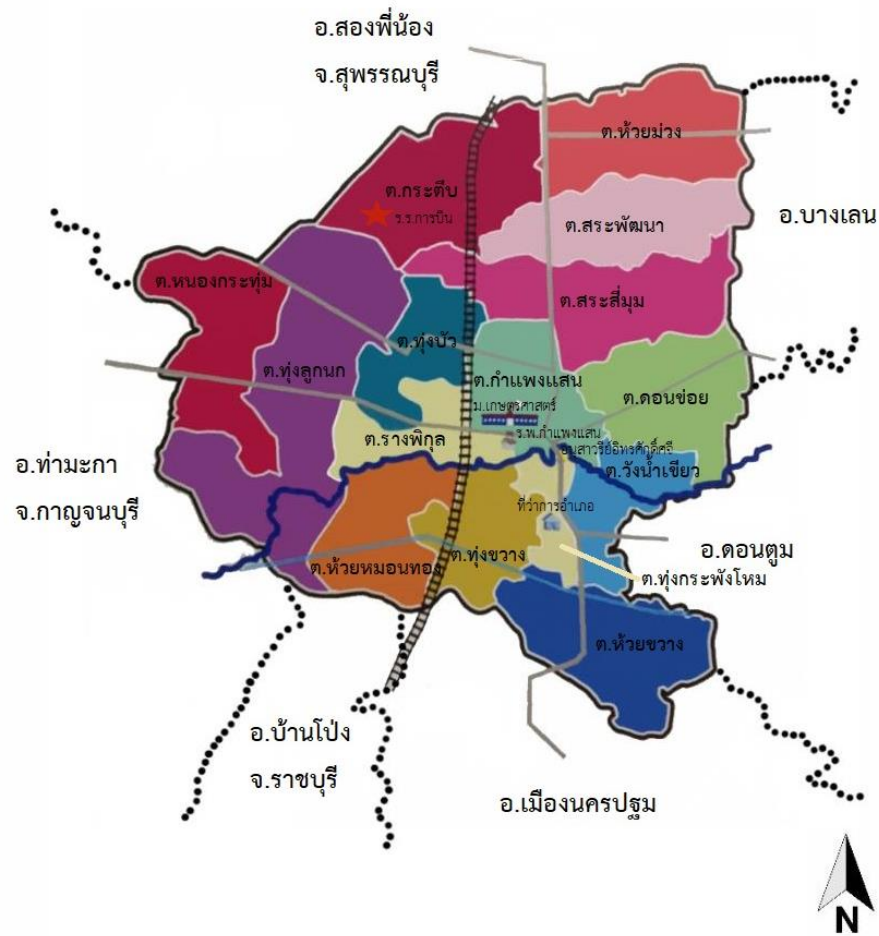 อ.สองพี่น้อง
จ.สุพรรณบุรี
ต.ห้วยม่วง
ต.กระตีบ
ร.ร.การบิน
ต.สระพัฒนา
อ.บางเลน
ต.หนองกระทุ่ม
ต.สระสี่มุม
ต.ทุ่งบัว
ต.ทุ่งลูกนก
ต.กำแพงแสน
ต.ดอนข่อย
ม.เกษตรศาสตร์
ร.พ.กำแพงแสน
ต.รางพิกุล
ต.วังน้ำเขียว
อ.ท่ามะกา
จ.กาญจนบุรี
ที่ว่าการอำเภอ
อ.ดอนตูม
ต.ทุ่งขวาง
ต.ห้วยหมอนทอง
ต.ทุ่งกระพังโหม
ต.ห้วยขวาง
อ.บ้านโป่ง
จ.ราชบุรี
อ.เมืองนครปฐม
N